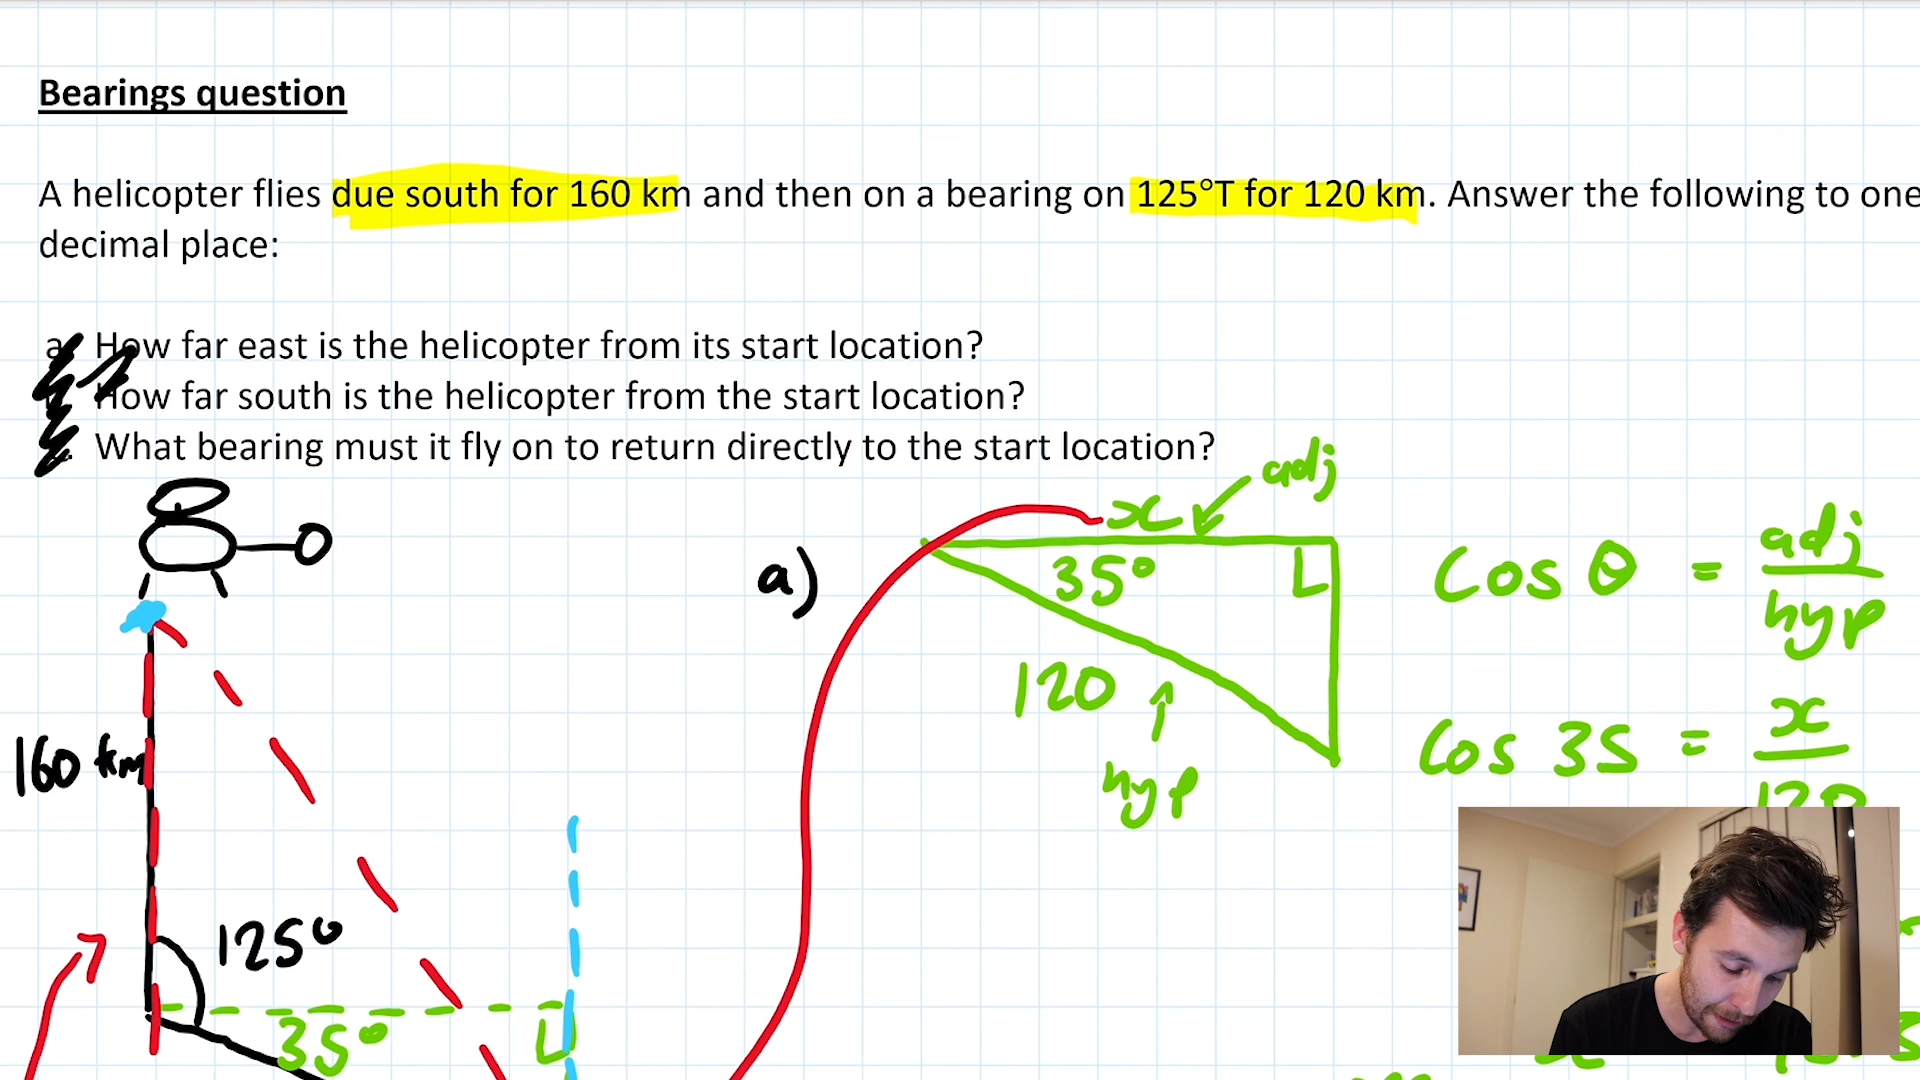 Bearings question
A helicopter flies due south for 160 km and then on a bearing on 125°T for 120 km. Answer the following to one
decimal place:
How far east is the helicopter from its start location?
How far south is the helicopter from the start location?
What bearing must it fly on to return directly to the start location?
adj
x
a)
35°
L
120
hyp
Cos θ = adj
hyp
Cos 35 = x
120
160 km
125°
35°